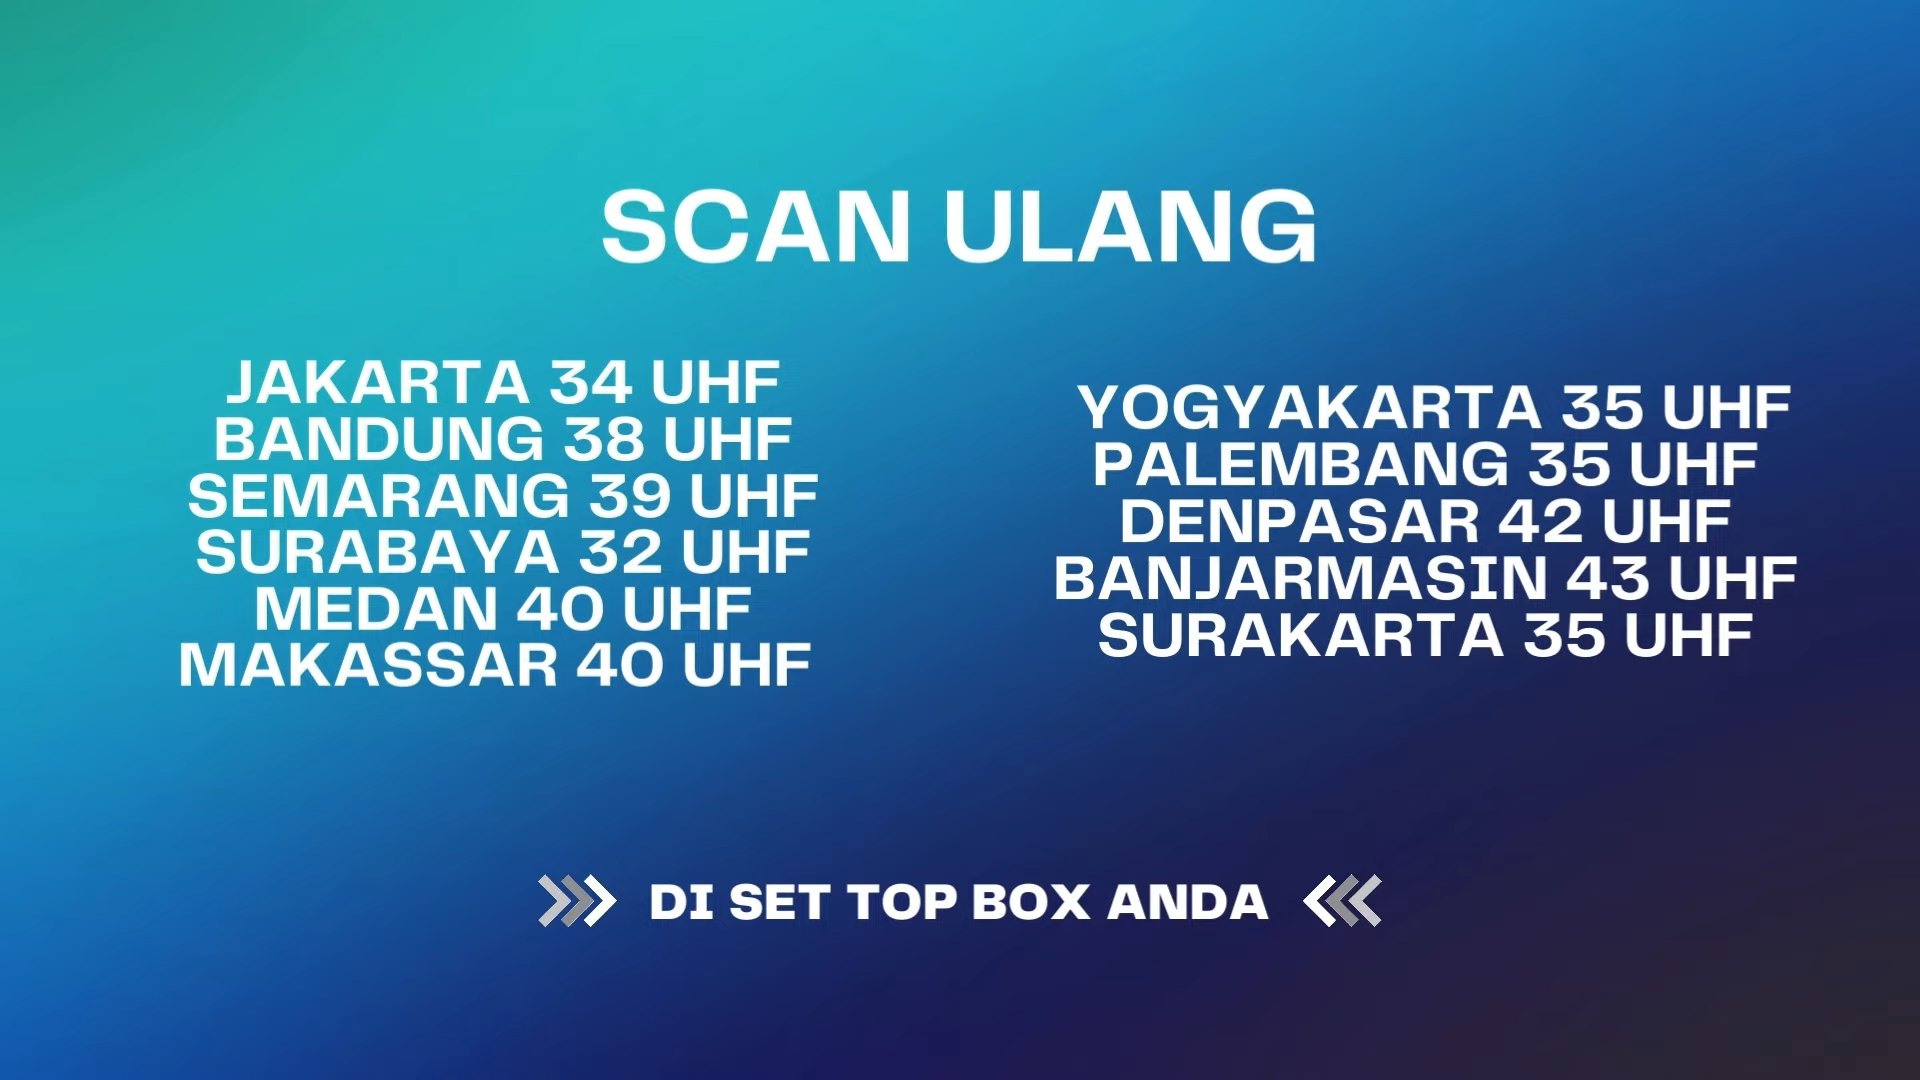 SCAN ULANG
JAKARTA 34 UHF
BANDUNG 38 UHF
SEMARANG 39 UHF
SURABAYA 32 UHF
MEDAN 40 UHF
MAKASSAR 40 UHF
YOGYAKARTA 35 UHF
PALEMBANG 35 UHF
DENPASAR 42 UHF
BANJARMASIN 43 UHF
SURAKARTA 35 UHF
DI SET TOP BOX ANDA